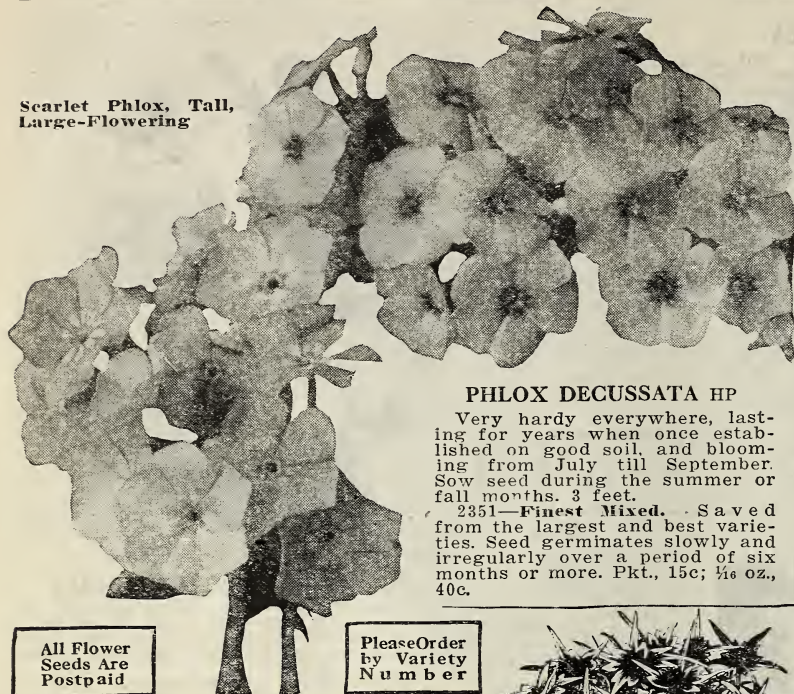 Scarlet Phlox, Tall,
Large-Flowering
PHLOX DECUSSATA HP
Very hardy everywhere, last-
ing for years when once estab-
lished on good soil, and bloom-
ing from July till September.
Sow seed during the summer or
fall months. 3 feet.
2351—Finest Mixed. Saved
from the largest and best varie-
ties. Seed germinates slowly and
irregularly over a period of six
months or more. Pkt., 15c; 1/16 oz.,
40c.
All Flower
Seeds Are
Postpaid
Please Order
by Variety
Number